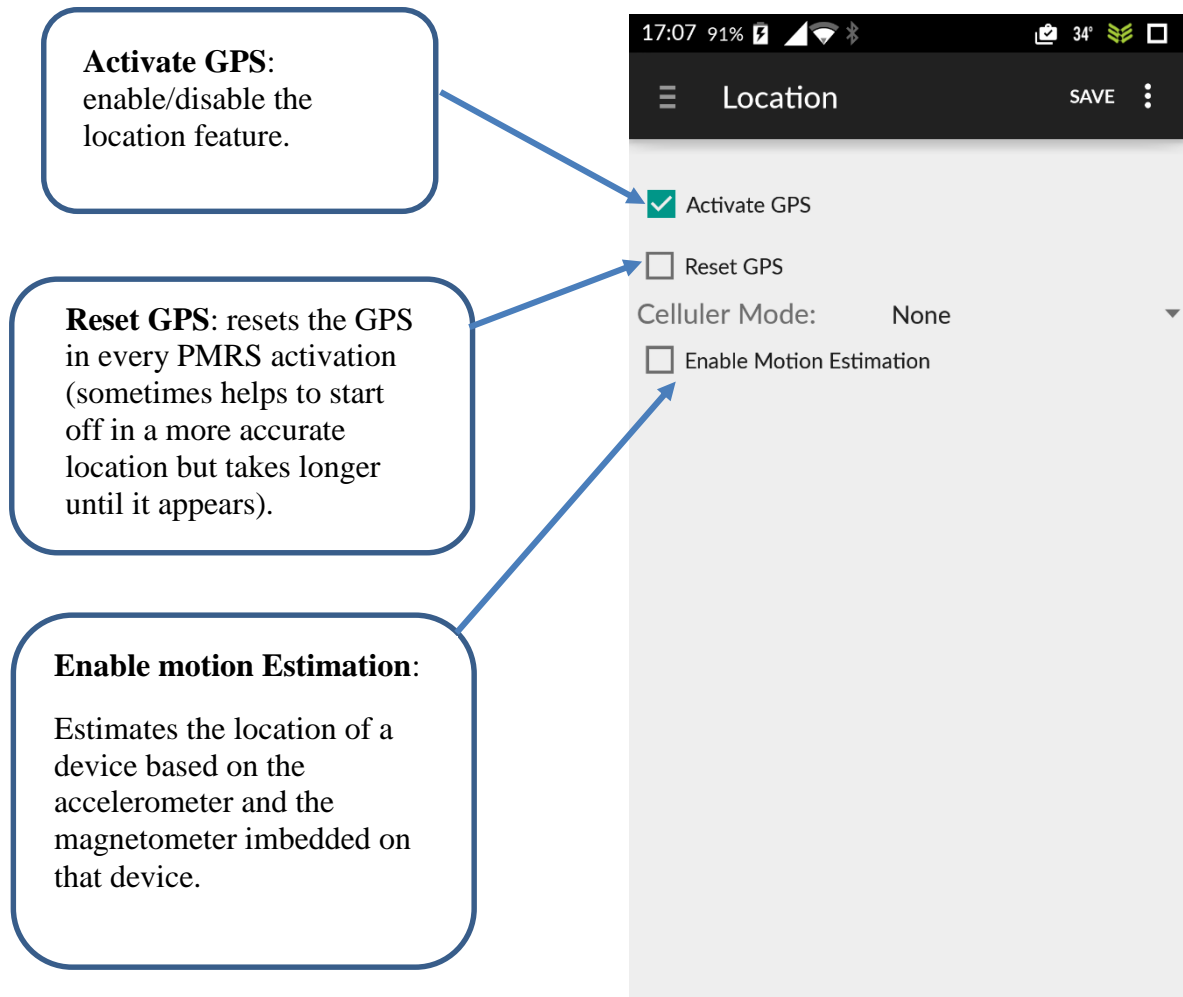 Activate GPS:
enable/disable the
location feature.
Reset GPS: resets the GPS
in every PMRS activation
(sometimes helps to start
off in a more accurate
location but takes longer
until it appears).
Enable motion Estimation:
Estimates the location of a
device based on the
accelerometer and the
magnetometer imbedded on
that device.
17:07 91% 34°
Location SAVE
Activate GPS
Reset GPS
Celluler Mode: None
Enable Motion Estimation